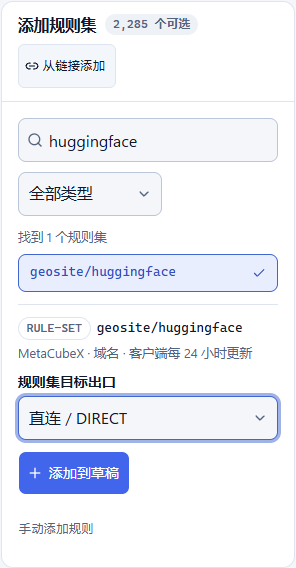 添加规则集 2,285 个可选
从链接添加
huggingface
全部类型
找到 1 个规则集
geosite/huggingface
RULE-SET geosite/huggingface
MetaCubeX · 域名 · 客户端每 24 小时更新
规则集目标出口
直连 / DIRECT
+ 添加到草稿
手动添加规则